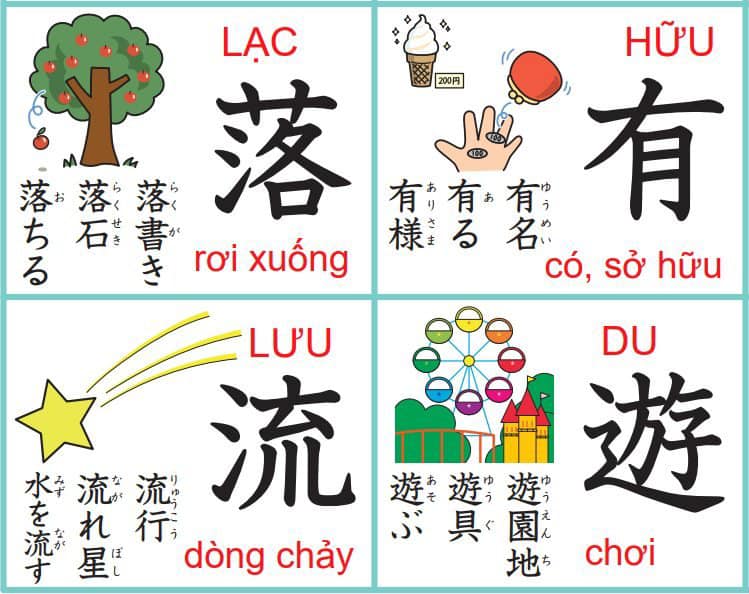 LẠC
落
200円
落書き
らくが
落石
らくせき
落ちる
お
rơi xuống
HỮU
有
100
100
有名
ゆうめい
有る
あ
有様
ありさま
có, sở hữu
LƯU
流
流行
りゅうこう
流れ星
なが ぼし
水を流す
みず なが
dòng chảy
DU
遊
遊園地
ゆうえんち
遊具
ゆうぐ
遊ぶ
あそ
chơi